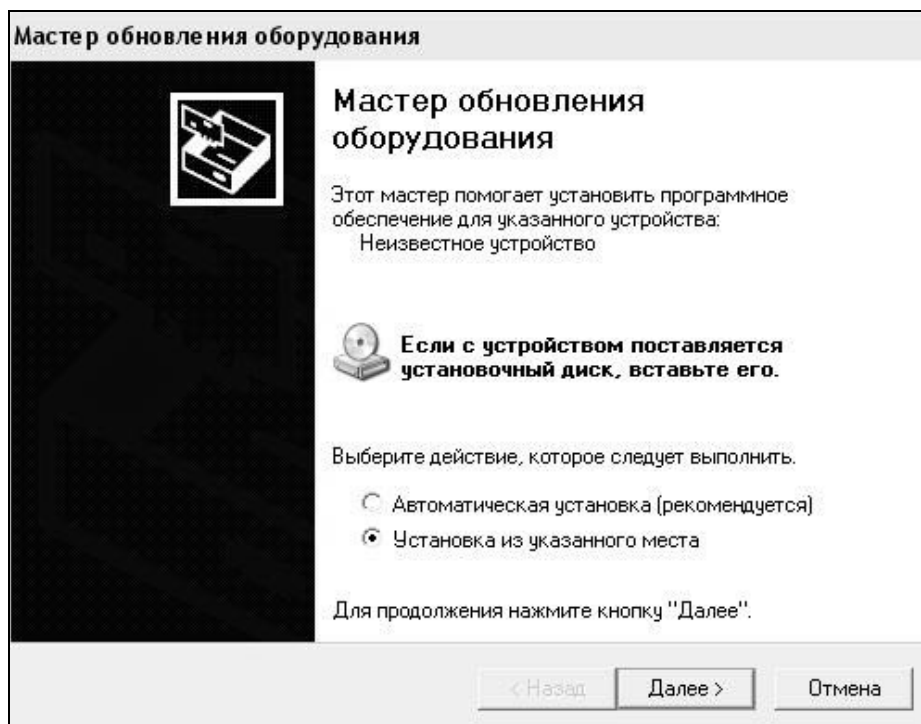 Мастер обновления оборудования
Мастер обновления
оборудования
Этот мастер помогает установить программное
обеспечение для указанного устройства:
Неизвестное устройство
Если с устройством поставляется
установочный диск, вставьте его.
Выберите действие, которое следует выполнить.
Автоматическая установка (рекомендуется)
Установка из указанного места
Для продолжения нажмите кнопку "Далее".
< Назад Далее > Отмена